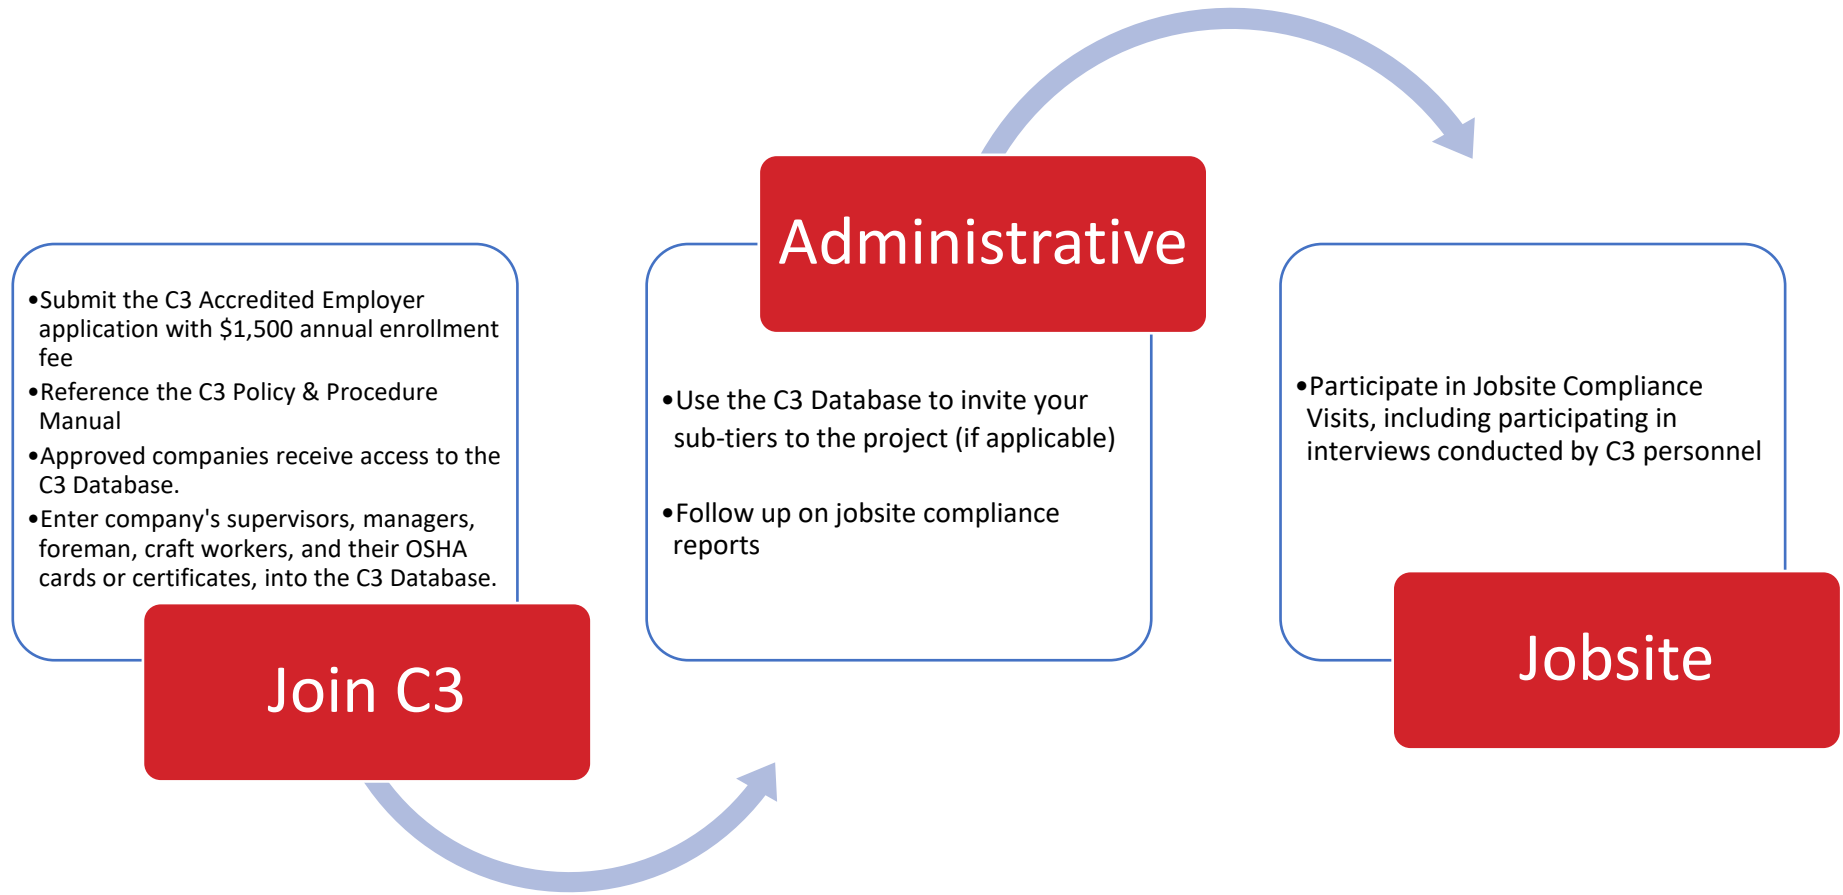 •Submit the C3 Accredited Employer
application with $1,500 annual enrollment
fee
•Reference the C3 Policy & Procedure
Manual
•Approved companies receive access to the
C3 Database.
•Enter company's supervisors, managers,
foreman, craft workers, and their OSHA
cards or certificates, into the C3 Database.
Join C3
Administrative
•Use the C3 Database to invite your
sub-tiers to the project (if applicable)
•Follow up on jobsite compliance
reports
•Participate in Jobsite Compliance
Visits, including participating in
interviews conducted by C3 personnel
Jobsite